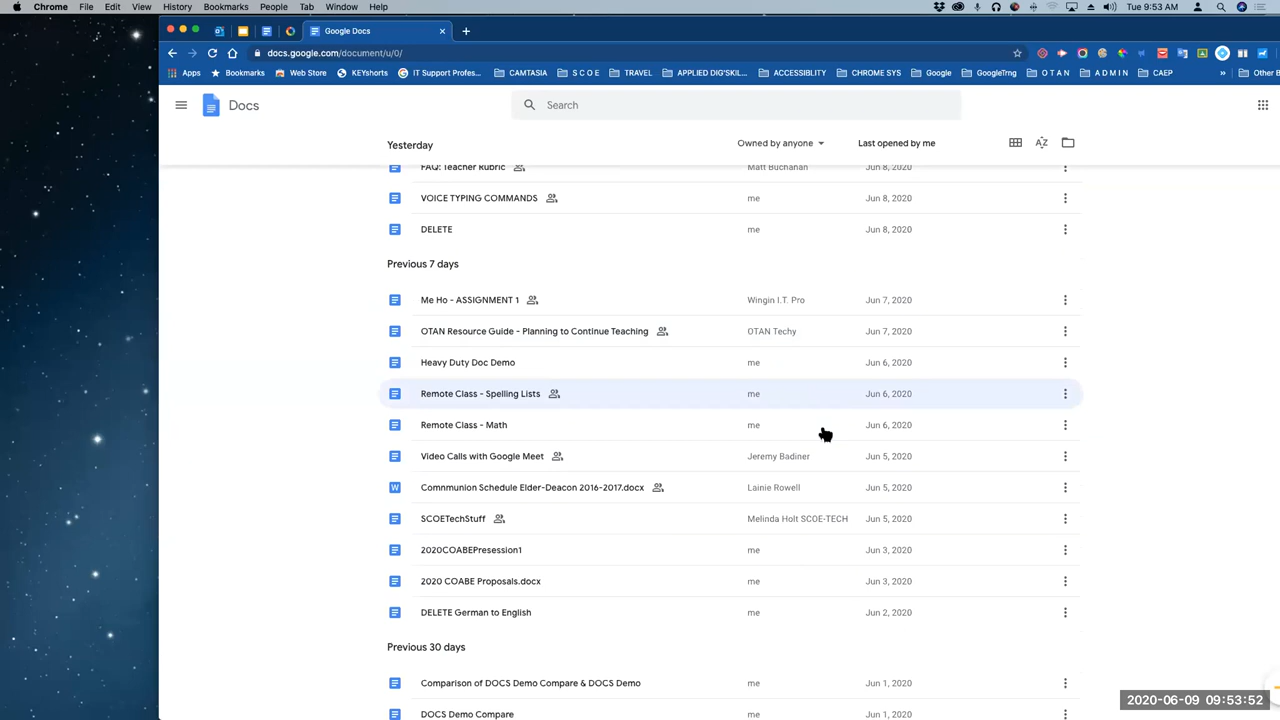 Chrome File Edit View History Bookmarks People Tab Window Help Tue 9:53 AM
Google Docs
docs.google.com/document/u/0/
Apps Bookmarks Web Store KEYshorts IT Support Profes... CAMTASIA S C O E TRAVEL APPLIED DIG'SKIL... ACCESSIBLITY CHROME SYS Google GoogleTrng O T A N A D M I N CAEP » Other B
Docs Search
Yesterday Owned by anyone Last opened by me
FAQ: Teacher Rubric Matt Buchanan Jun 8, 2020
VOICE TYPING COMMANDS me Jun 8, 2020
DELETE me Jun 8, 2020
Previous 7 days
Me Ho - ASSIGNMENT 1 Wingin I.T. Pro Jun 7, 2020
OTAN Resource Guide - Planning to Continue Teaching OTAN Techy Jun 7, 2020
Heavy Duty Doc Demo me Jun 6, 2020
Remote Class - Spelling Lists me Jun 6, 2020
Remote Class - Math me Jun 6, 2020
Video Calls with Google Meet Jeremy Badiner Jun 5, 2020
Comnmunion Schedule Elder-Deacon 2016-2017.docx Lainie Rowell Jun 5, 2020
SCOETechStuff Melinda Holt SCOE-TECH Jun 5, 2020
2020COABEPresession1 me Jun 3, 2020
2020 COABE Proposals.docx me Jun 3, 2020
DELETE German to English me Jun 2, 2020
Previous 30 days
Comparison of DOCS Demo Compare & DOCS Demo me Jun 1, 2020
DOCS Demo Compare me Jun 1, 2020
2020-06-09 09:53:52